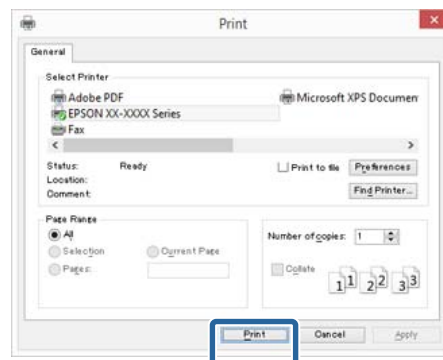 Print
General
Select Printer
Adobe PDF
Microsoft XPS Documen
EPSON XX-XXXX Series
Fax
Status: Ready
Print to file
Preferences
Location:
Comment:
Find Printer...
Page Range
All
Number of copies: 1
Selection
Current Page
Pages:
Collate
1 1 2 2 3 3
Print
Cancel
Apply